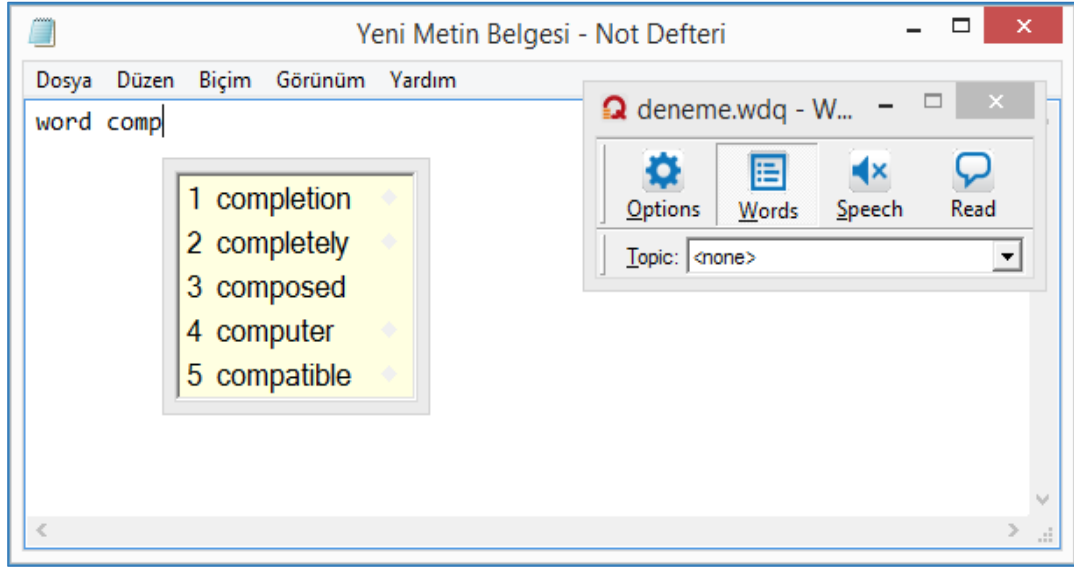 Yeni Metin Belgesi - Not Defteri
Dosya Düzen Biçim Görünüm Yardım
word comp
1 completion
2 completely
3 composed
4 computer
5 compatible
deneme.wdq - W...
Options Words Speech Read
Topic: <none>